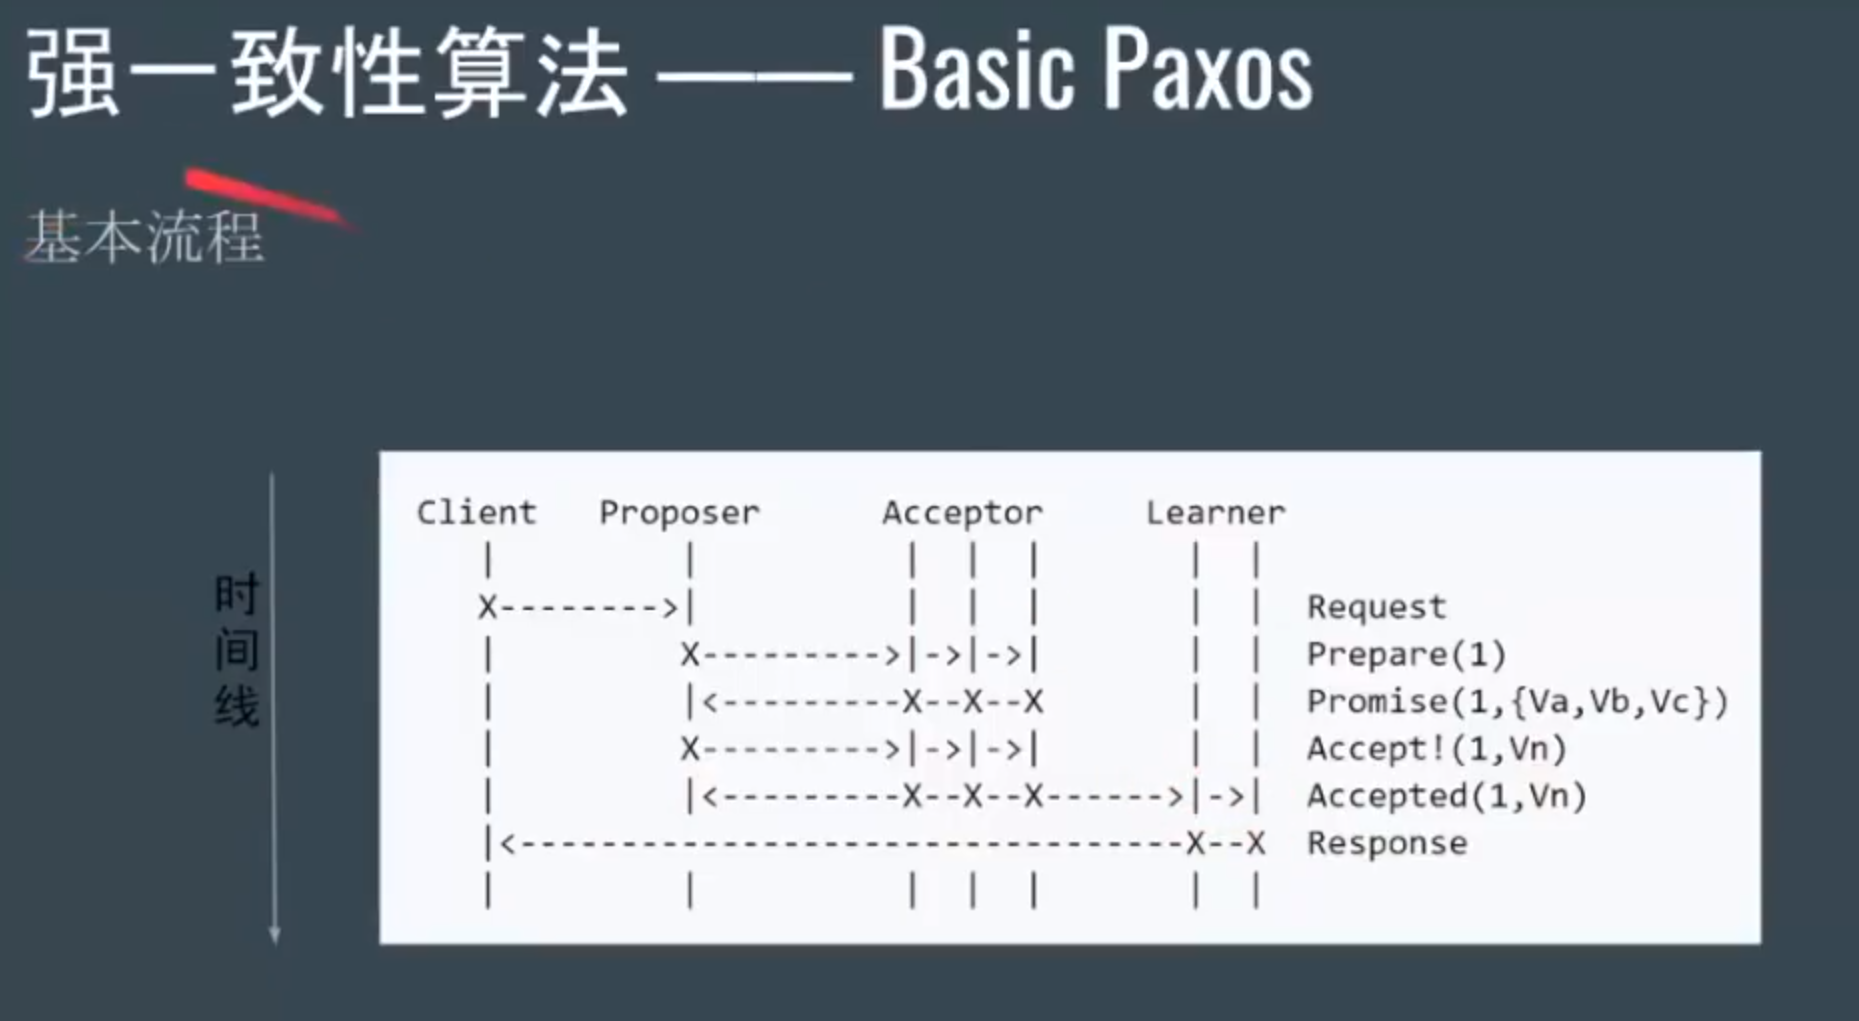 强一致性算法 —— Basic Paxos
基本流程
时间线
Client Proposer Acceptor Learner
| | | | | | |
X-------->| | | | | | Request
| X--------->|->|->| | | Prepare(1)
| |<---------X--X--X | | Promise(1,{Va,Vb,Vc})
| X--------->|->|->| | | Accept!(1,Vn)
| |<---------X--X--X------>|->| Accepted(1,Vn)
|<---------------------------------X--X Response
| | | | | | |